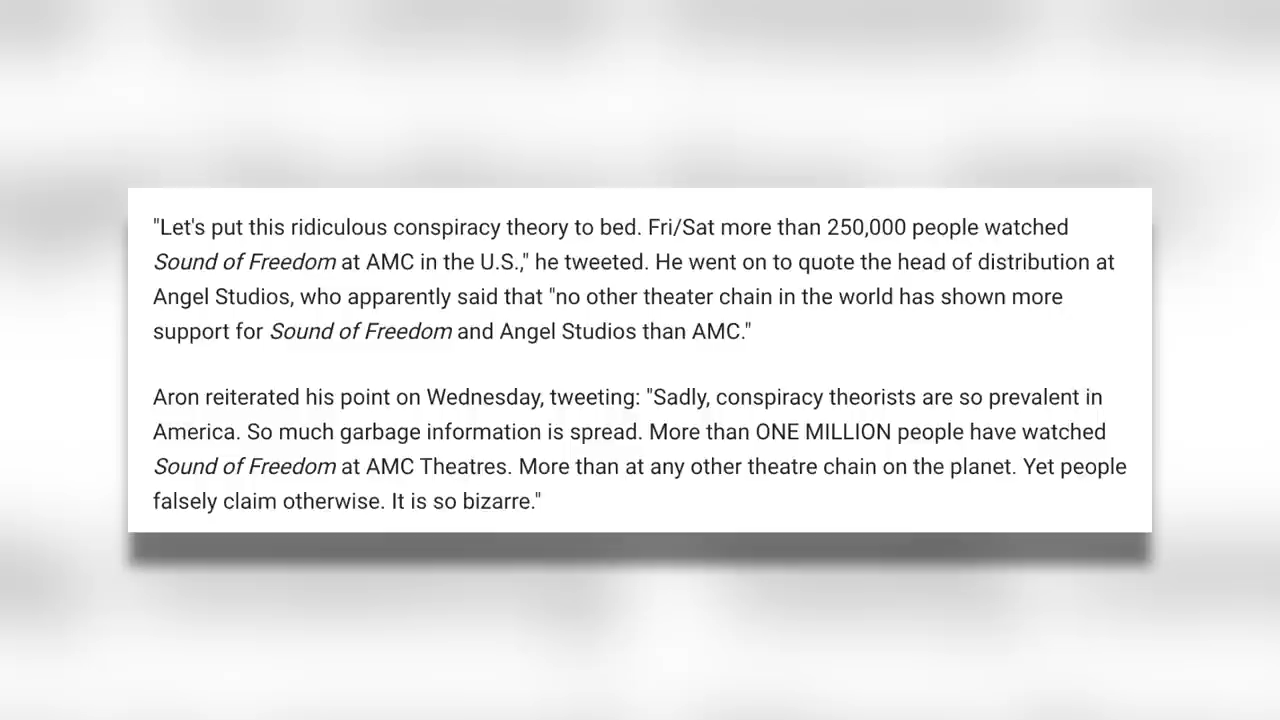 "Let's put this ridiculous conspiracy theory to bed. Fri/Sat more than 250,000 people watched
Sound of Freedom at AMC in the U.S.," he tweeted. He went on to quote the head of distribution at
Angel Studios, who apparently said that "no other theater chain in the world has shown more
support for Sound of Freedom and Angel Studios than AMC."
Aron reiterated his point on Wednesday, tweeting: "Sadly, conspiracy theorists are so prevalent in
America. So much garbage information is spread. More than ONE MILLION people have watched
Sound of Freedom at AMC Theatres. More than at any other theatre chain on the planet. Yet people
falsely claim otherwise. It is so bizarre."